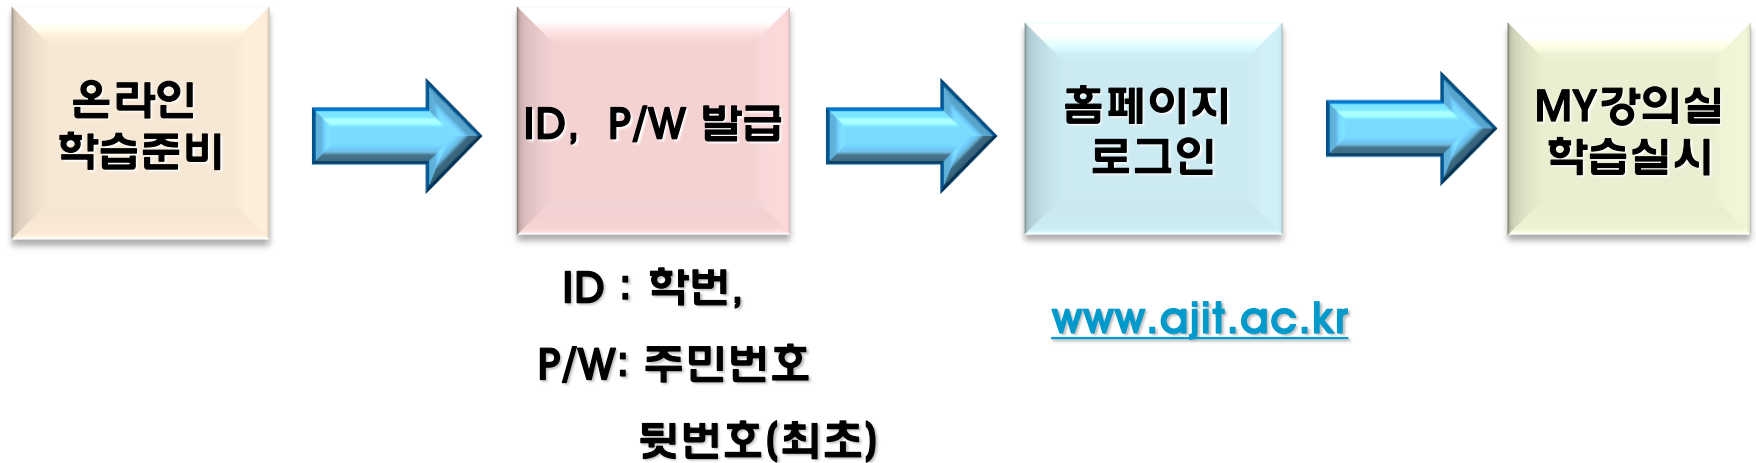 온라인
학습준비
ID,  P/W 발급
홈페이지
로그인
MY강의실
학습실시
ID : 학번,
P/W: 주민번호
뒷번호(최초)
www.ajit.ac.kr